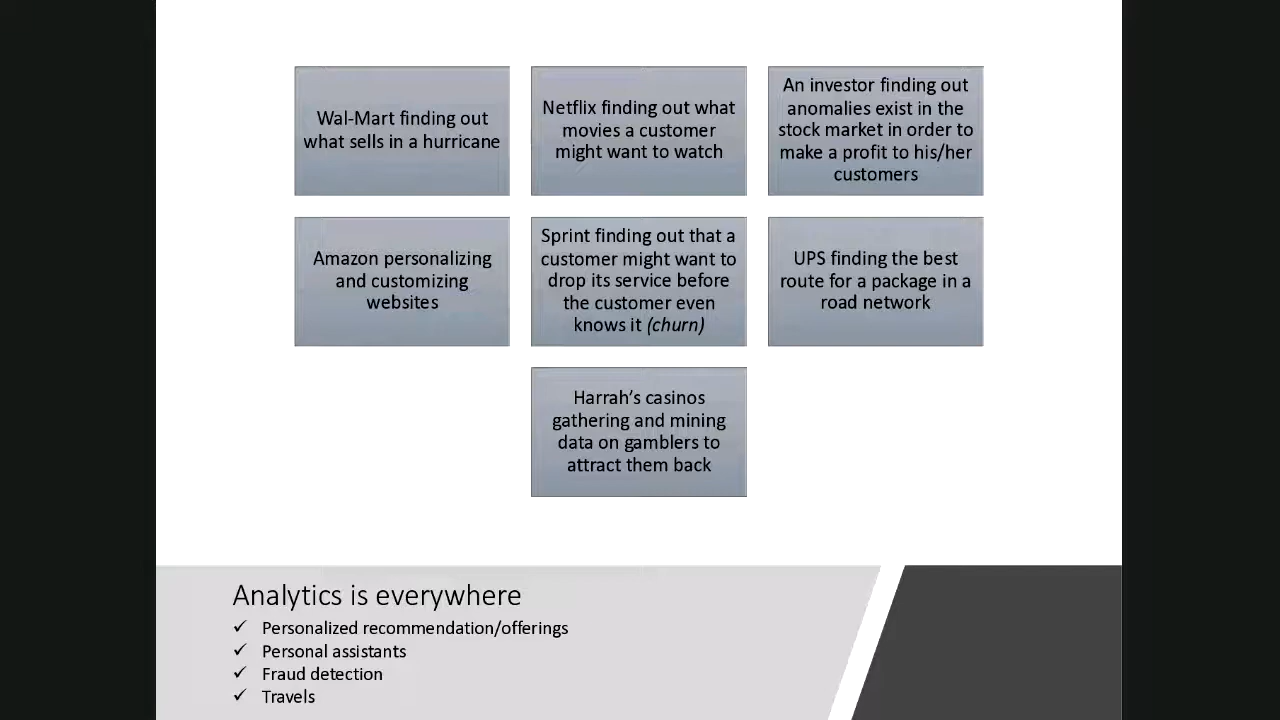 Wal-Mart finding out
what sells in a hurricane
Netflix finding out what
movies a customer
might want to watch
An investor finding out
anomalies exist in the
stock market in order to
make a profit to his/her
customers
Amazon personalizing
and customizing
websites
Sprint finding out that a
customer might want to
drop its service before
the customer even
knows it (churn)
UPS finding the best
route for a package in a
road network
Harrah’s casinos
gathering and mining
data on gamblers to
attract them back
Analytics is everywhere
✓ Personalized recommendation/offerings
✓ Personal assistants
✓ Fraud detection
✓ Travels